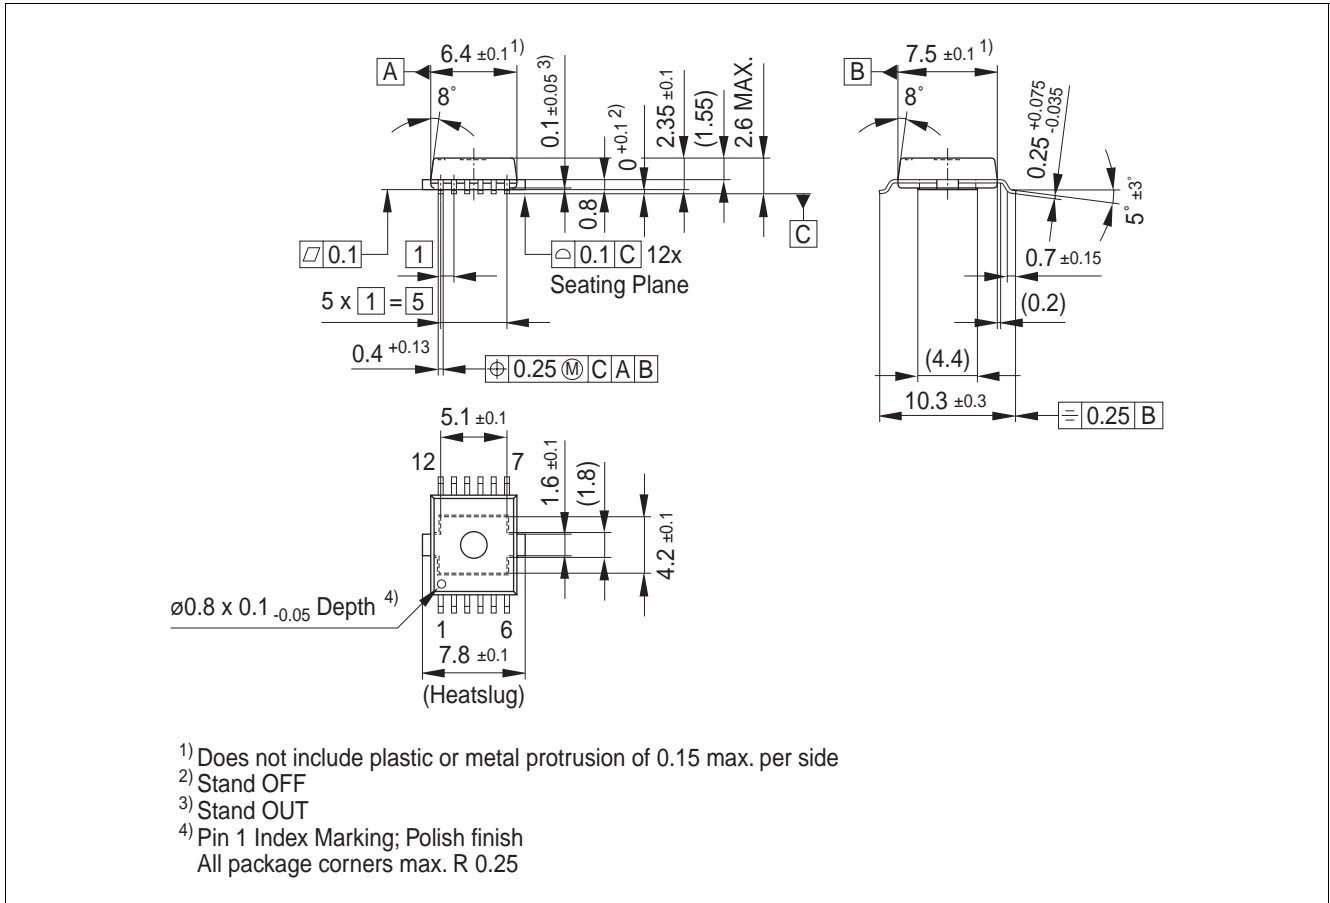 6.4 ±0.1 1)
A
8°
0.1 ±0.05 3)
0 +0.1 2)
2.35 ±0.1
(1.55)
2.6 MAX.
0.8
C
0.1
1
0.1 C 12x
Seating Plane
5 x 1 = 5
0.4 +0.13
0.25 Ⓜ C A B
7.5 ±0.1 1)
B
8°
0.25 +0.075 -0.035
5° ±3°
0.7 ±0.15
(0.2)
(4.4)
10.3 ±0.3
0.25 B
5.1 ±0.1
12
7
1.6 ±0.1
(1.8)
4.2 ±0.1
ø0.8 x 0.1 -0.05 Depth 4)
1
6
7.8 ±0.1
(Heatslug)
1) Does not include plastic or metal protrusion of 0.15 max. per side
2) Stand OFF
3) Stand OUT
4) Pin 1 Index Marking; Polish finish
All package corners max. R 0.25